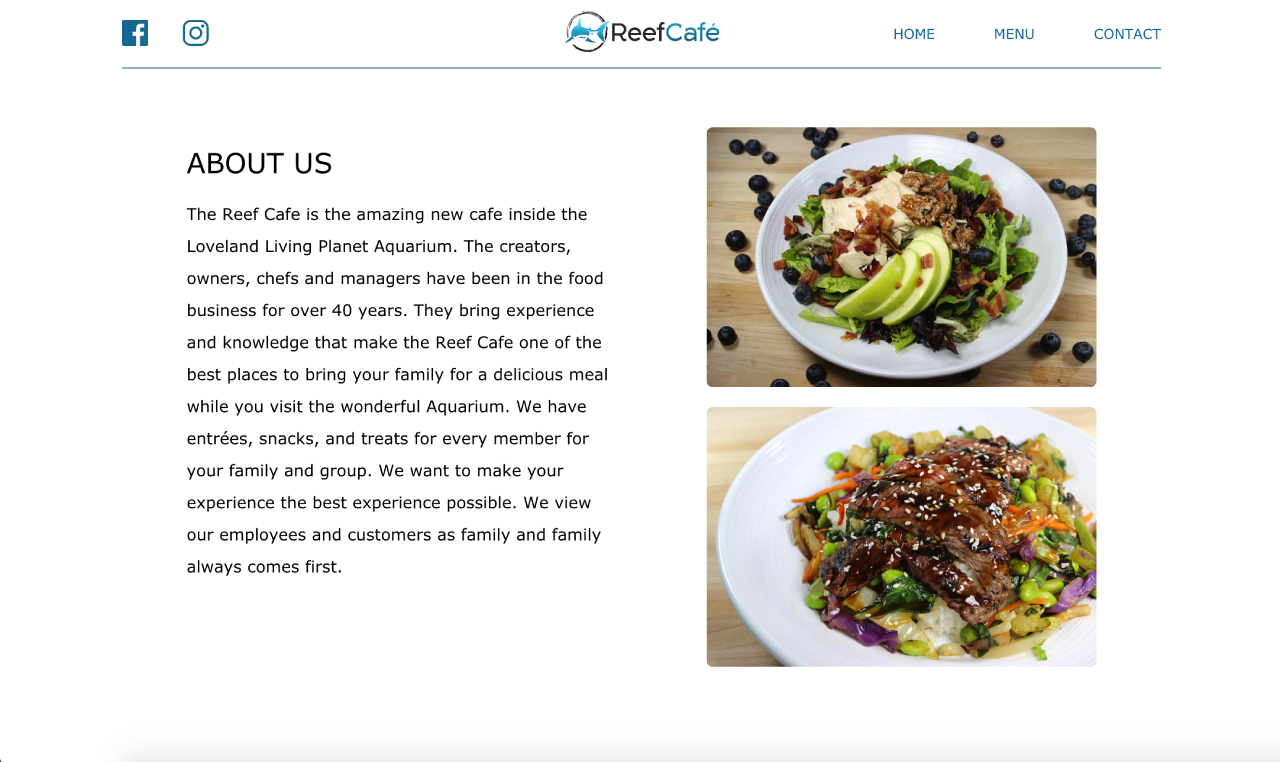 ReefCafé
HOME
MENU
CONTACT
ABOUT US
The Reef Cafe is the amazing new cafe inside the
Loveland Living Planet Aquarium. The creators,
owners, chefs and managers have been in the food
business for over 40 years. They bring experience
and knowledge that make the Reef Cafe one of the
best places to bring your family for a delicious meal
while you visit the wonderful Aquarium. We have
entrées, snacks, and treats for every member for
your family and group. We want to make your
experience the best experience possible. We view
our employees and customers as family and family
always comes first.